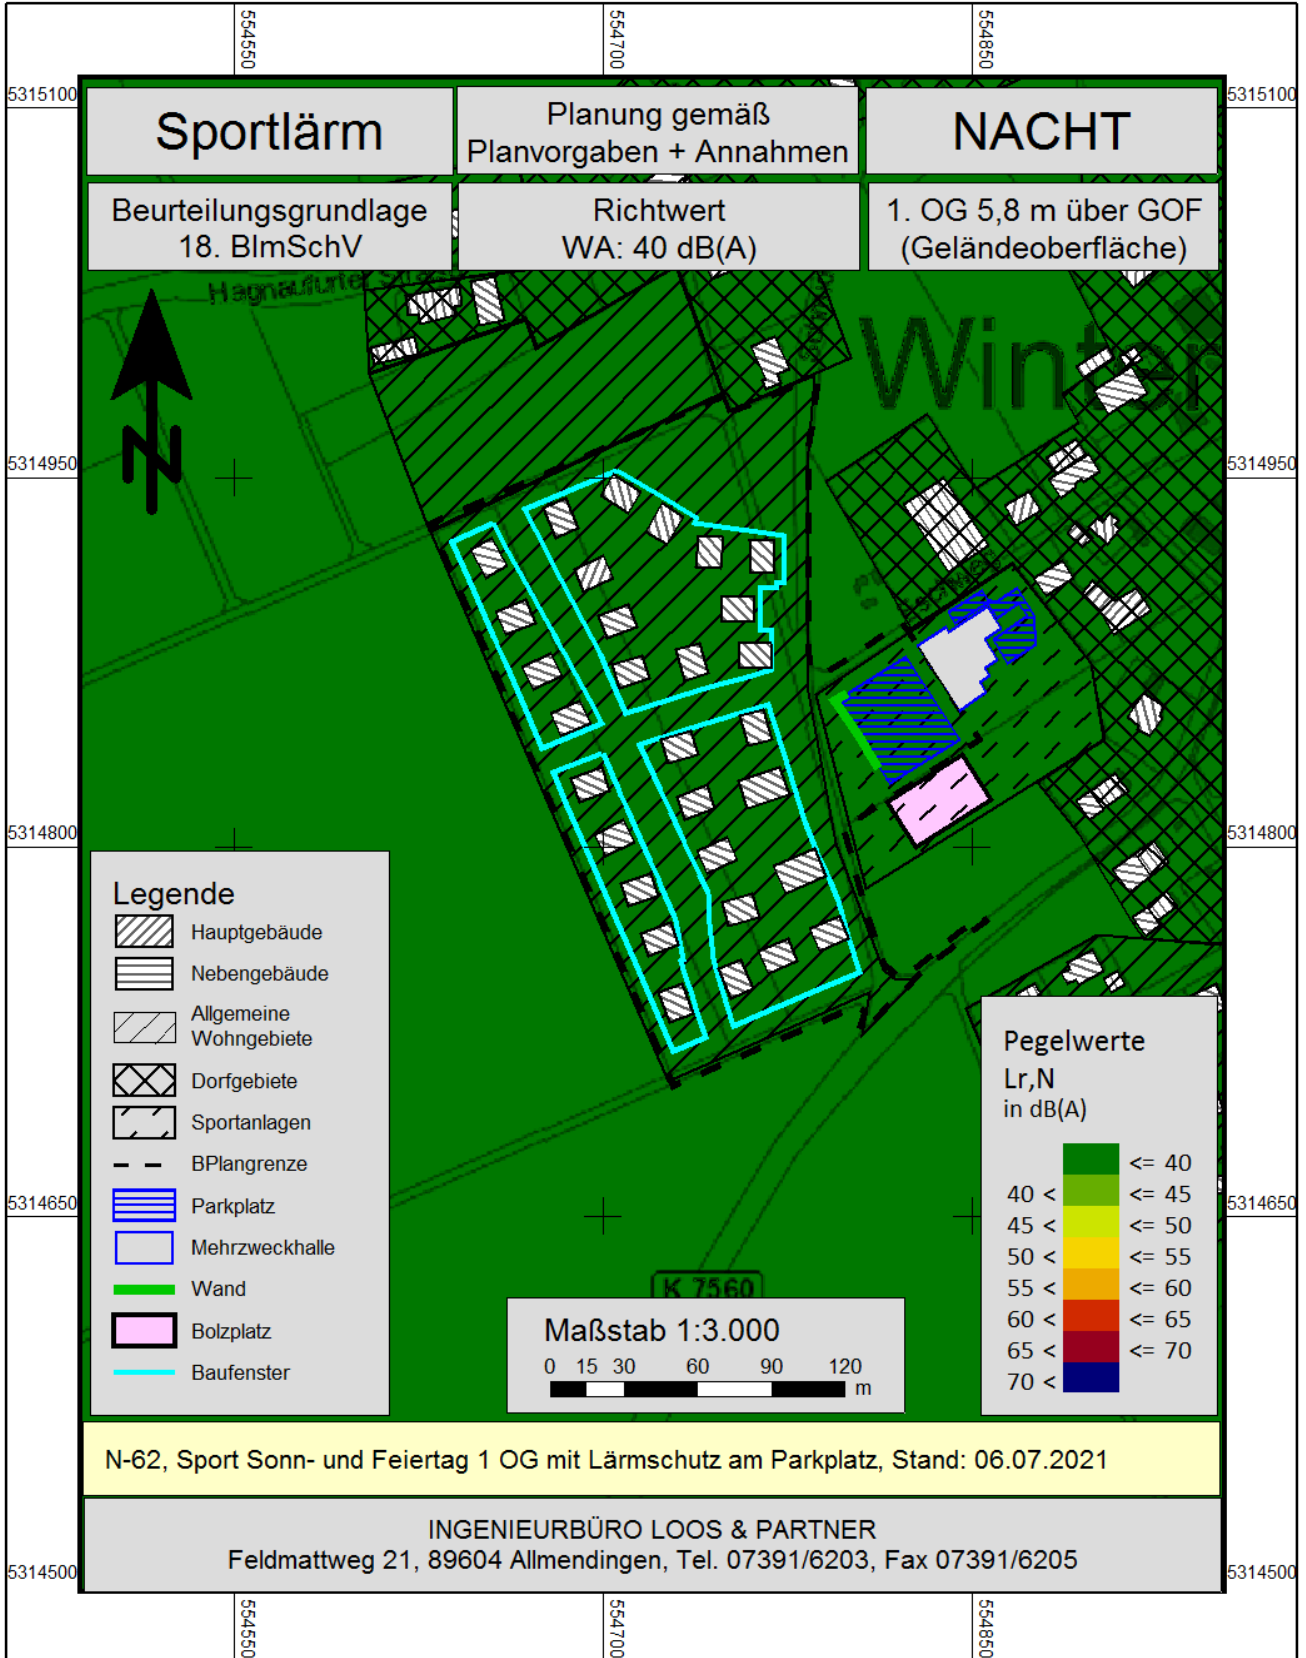 554550
554700
554850
5315100
5315100
Sportlärm
Planung gemäß
Planvorgaben + Annahmen
NACHT
Beurteilungsgrundlage
18. BImSchV
Richtwert
WA: 40 dB(A)
1. OG 5,8 m über GOF
(Geländeoberfläche)
Hagnaufurter
Winter
N
5314950
5314950
5314800
5314800
Legende
Hauptgebäude
Nebengebäude
Allgemeine
Wohngebiete
Dorfgebiete
Sportanlagen
BPlangrenze
Parkplatz
Mehrzweckhalle
Wand
Bolzplatz
Baufenster
Pegelwerte
Lr,N
in dB(A)
<= 40
40 < <= 45
45 < <= 50
50 < <= 55
55 < <= 60
60 < <= 65
65 < <= 70
70 <
5314650
5314650
K 7560
Maßstab 1:3.000
0 15 30 60 90 120
m
N-62, Sport Sonn- und Feiertag 1 OG mit Lärmschutz am Parkplatz, Stand: 06.07.2021
INGENIEURBÜRO LOOS & PARTNER
Feldmattweg 21, 89604 Allmendingen, Tel. 07391/6203, Fax 07391/6205
5314500
5314500
554550
554700
554850